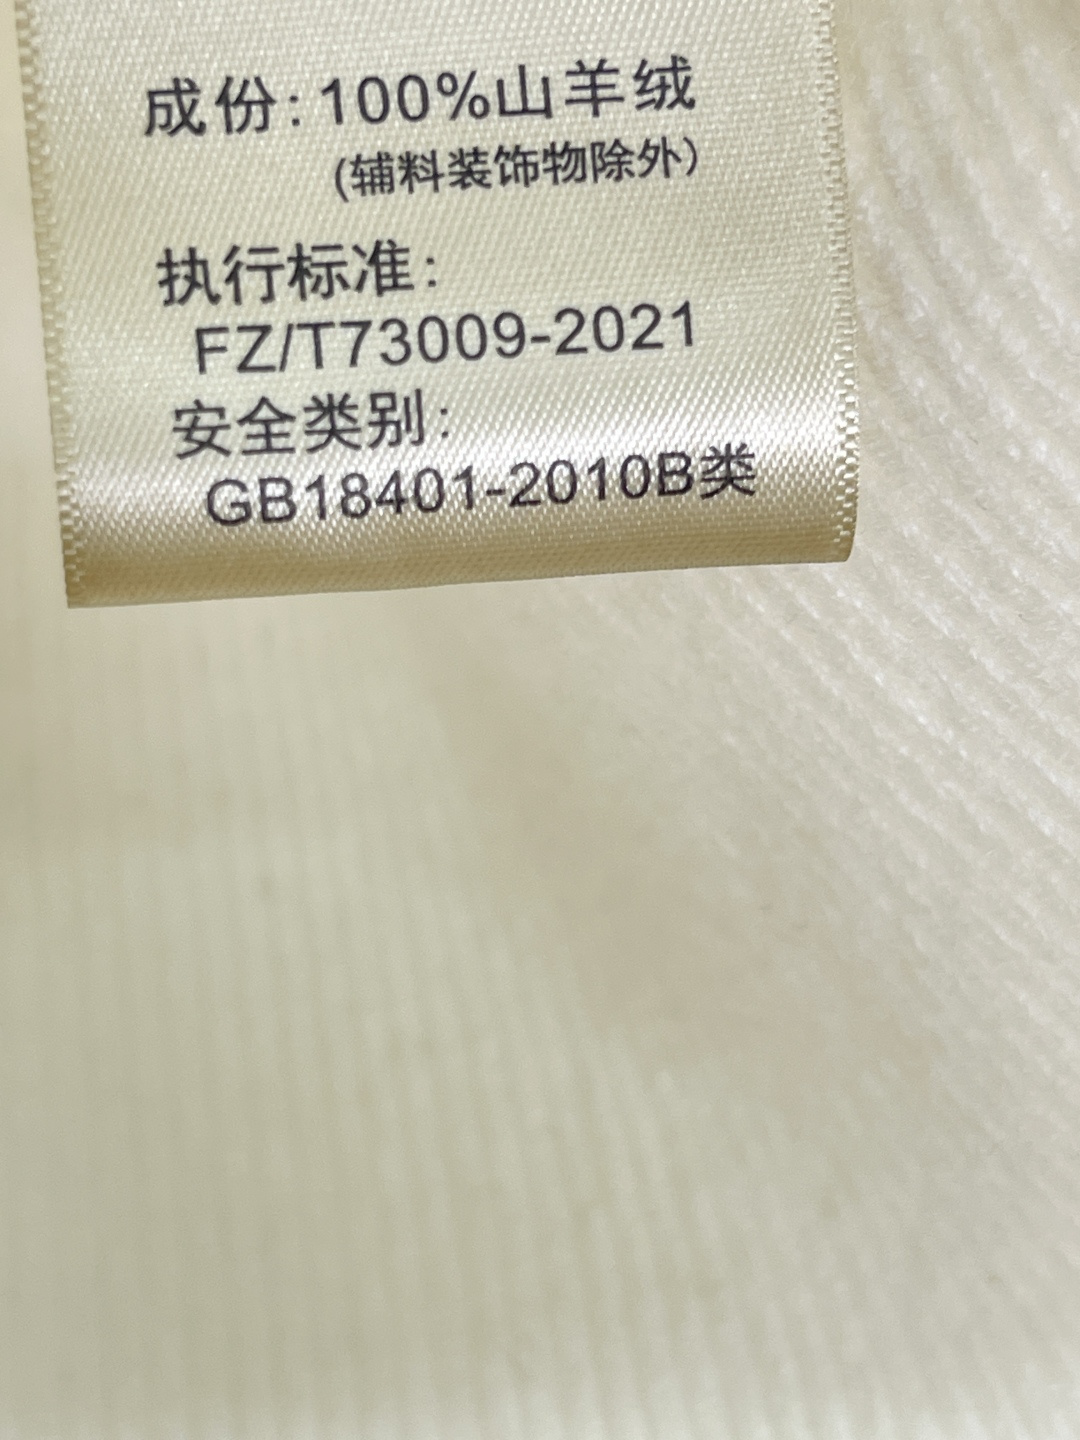 成份:100%山羊绒
(辅料装饰物除外)
执行标准:
FZ/T73009-2021
安全类别:
GB18401-2010B类